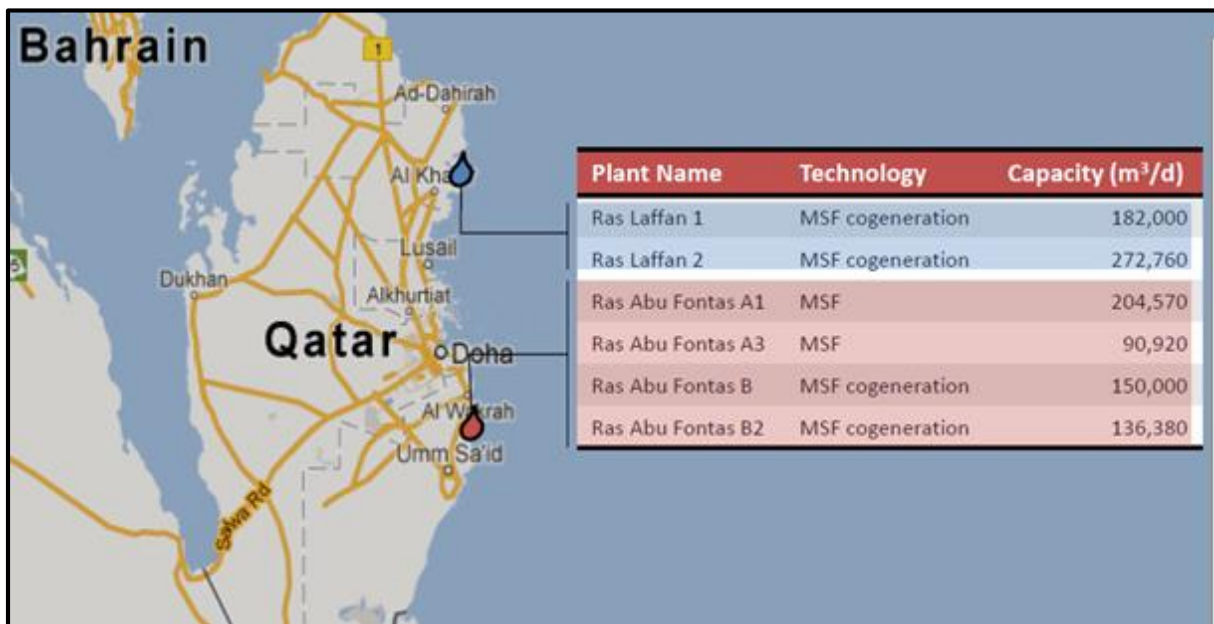 Bahrain
1
Ad-Dahirah
Al Kha
Lusail
Dukhan
Alkhurtiat
Qatar
Doha
Al Wakrah
Umm Sa'id
Salwa Rd
Plant Name Technology Capacity (m³/d)
Ras Laffan 1 MSF cogeneration 182,000
Ras Laffan 2 MSF cogeneration 272,760
Ras Abu Fontas A1 MSF 204,570
Ras Abu Fontas A3 MSF 90,920
Ras Abu Fontas B MSF cogeneration 150,000
Ras Abu Fontas B2 MSF cogeneration 136,380